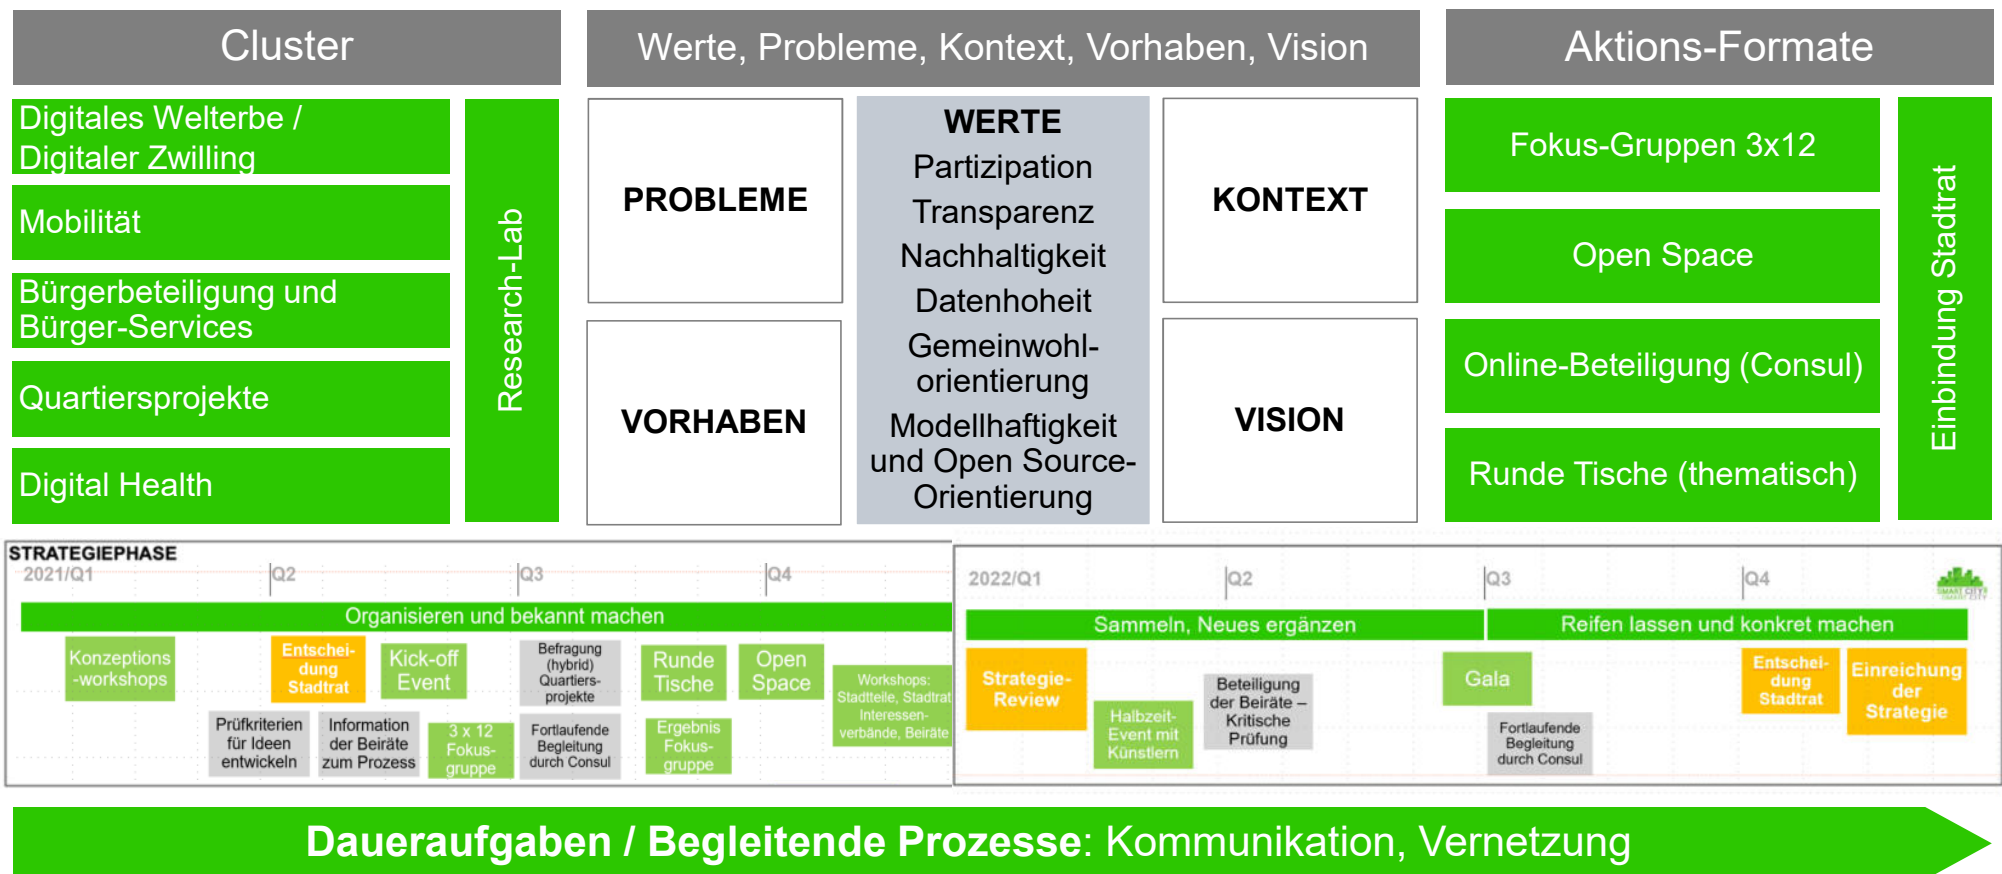 Cluster
Werte, Probleme, Kontext, Vorhaben, Vision
Aktions-Formate
Digitales Welterbe /
Digitaler Zwilling
Mobilität
Bürgerbeteiligung und
Bürger-Services
Quartiersprojekte
Digital Health
Research-Lab
PROBLEME
VORHABEN
WERTE
Partizipation
Transparenz
Nachhaltigkeit
Datenhoheit
Gemeinwohl-
orientierung
Modellhaftigkeit
und Open Source-
Orientierung
KONTEXT
VISION
Fokus-Gruppen 3x12
Open Space
Online-Beteiligung (Consul)
Runde Tische (thematisch)
Einbindung Stadtrat
STRATEGIEPHASE
2021/Q1
Q2
Q3
Q4
Organisieren und bekannt machen
Konzeptions
-workshops
Entschei-
dung
Stadtrat
Kick-off
Event
Befragung
(hybrid)
Quartiers-
projekte
Runde
Tische
Open
Space
Workshops:
Stadtteile, Stadtrat
Interessen-
verbände, Beiräte
Prüfkriterien
für Ideen
entwickeln
Information
der Beiräte
zum Prozess
3 x 12
Fokus-
gruppe
Fortlaufende
Begleitung
durch Consul
Ergebnis
Fokus-
gruppe
2022/Q1
Q2
Q3
Q4
SMART CITY
SMART CITY
Sammeln, Neues ergänzen
Reifen lassen und konkret machen
Strategie-
Review
Halbzeit-
Event mit
Künstlern
Beteiligung
der Beiräte –
Kritische
Prüfung
Gala
Fortlaufende
Begleitung
durch Consul
Entschei-
dung
Stadtrat
Einreichung
der
Strategie
Daueraufgaben / Begleitende Prozesse: Kommunikation, Vernetzung